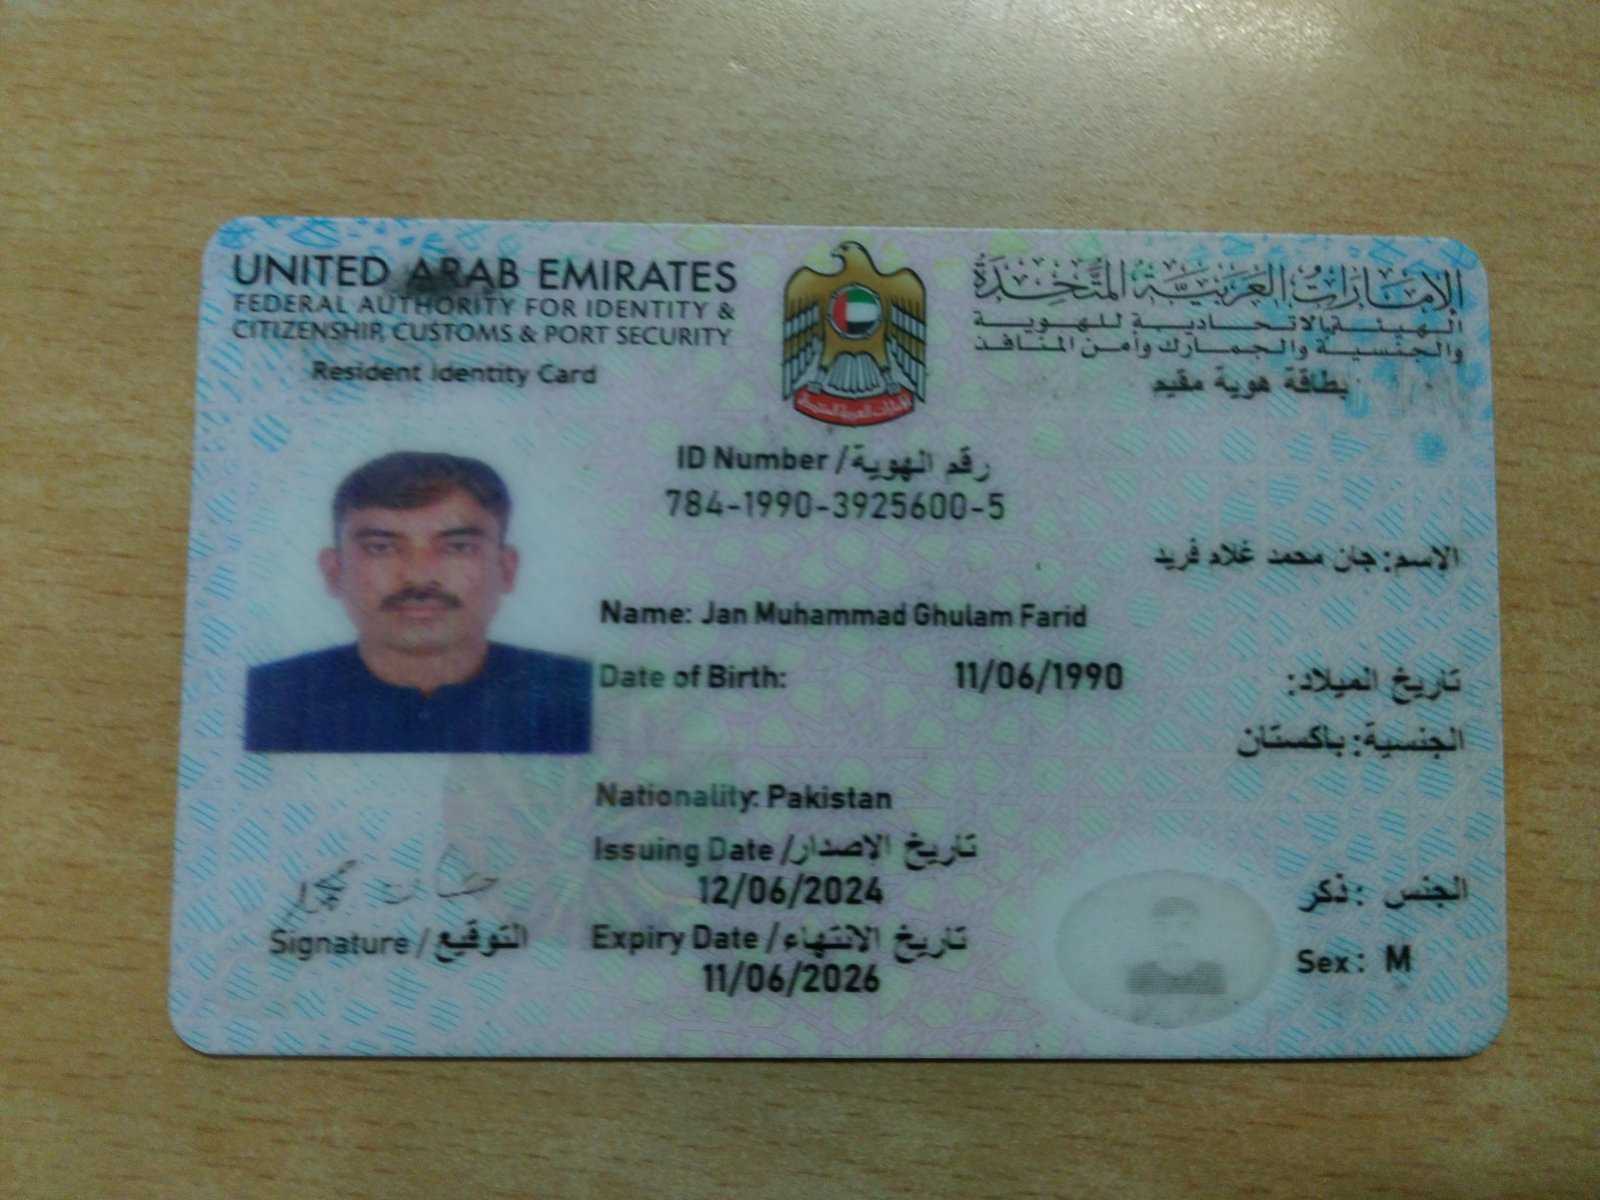 UNITED ARAB EMIRATES
FEDERAL AUTHORITY FOR IDENTITY &
CITIZENSHIP, CUSTOMS & PORT SECURITY
Resident Identity Card
الإمارات العربية المتحدة
الهيئة الاتحادية للهوية
والجنسية والجمارك وأمن المنافذ
بطاقة هوية مقيم
الإمارات العربية المتحدة
ID Number / رقم الهوية
784-1990-3925600-5
الاسم: جان محمد غلام فريد
Name: Jan Muhammad Ghulam Farid
Date of Birth: 11/06/1990 تاريخ الميلاد:
الجنسية: باكستان
Nationality: Pakistan
Issuing Date / تاريخ الاصدار
12/06/2024
Expiry Date / تاريخ الانتهاء
11/06/2026
الجنس : ذكر
Sex: M
Signature / التوقيع